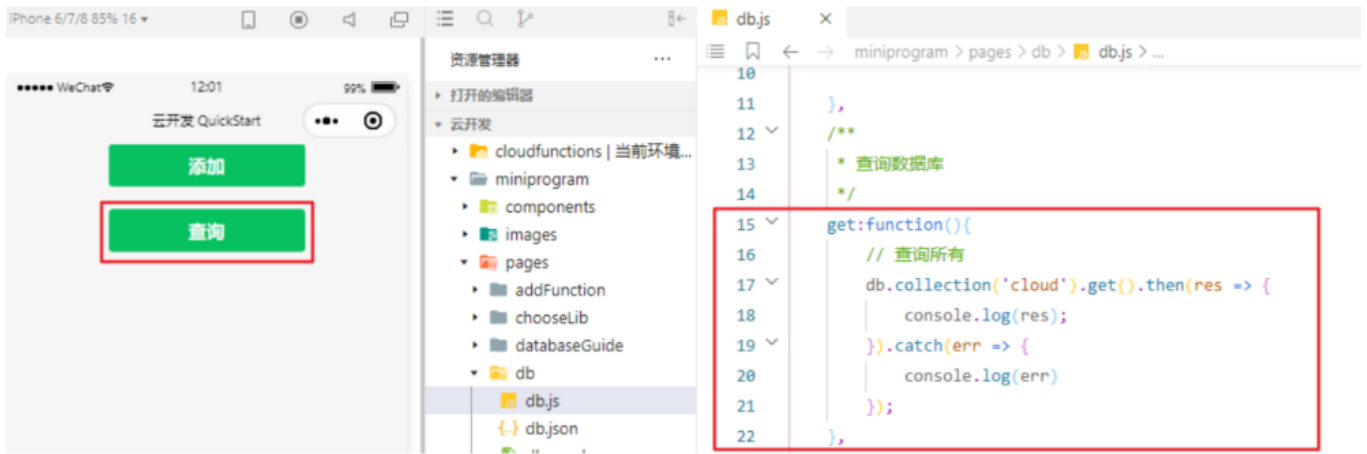 iPhone 6/7/8 85% 16
WeChat
12:01
99%
云开发 QuickStart
添加
查询
资源管理器
打开的编辑器
云开发
cloudfunctions | 当前环境...
miniprogram
components
images
pages
addFunction
chooseLib
databaseGuide
db
db.js
db.json
db.js
miniprogram > pages > db > db.js > ...
10
11 },
12 /**
13 * 查询数据库
14 */
15 get:function(){
16 // 查询所有
17 db.collection('cloud').get().then(res => {
18 console.log(res);
19 }).catch(err => {
20 console.log(err)
21 });
22 },